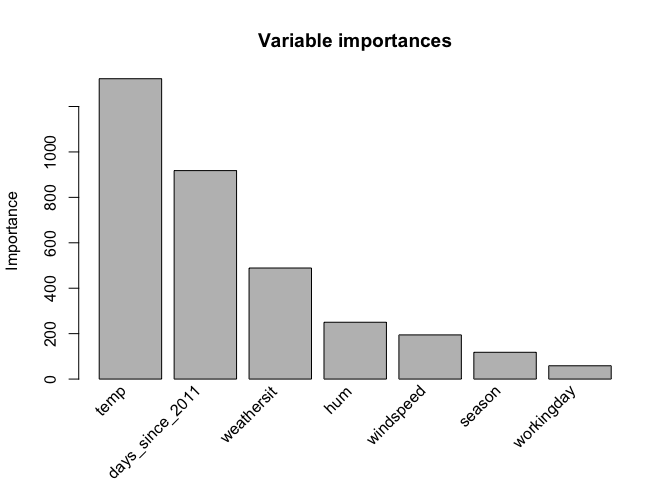 Variable importances
Importance
0
200
400
600
800
1000
temp
days_since_2011
weathersit
hum
windspeed
season
workingday